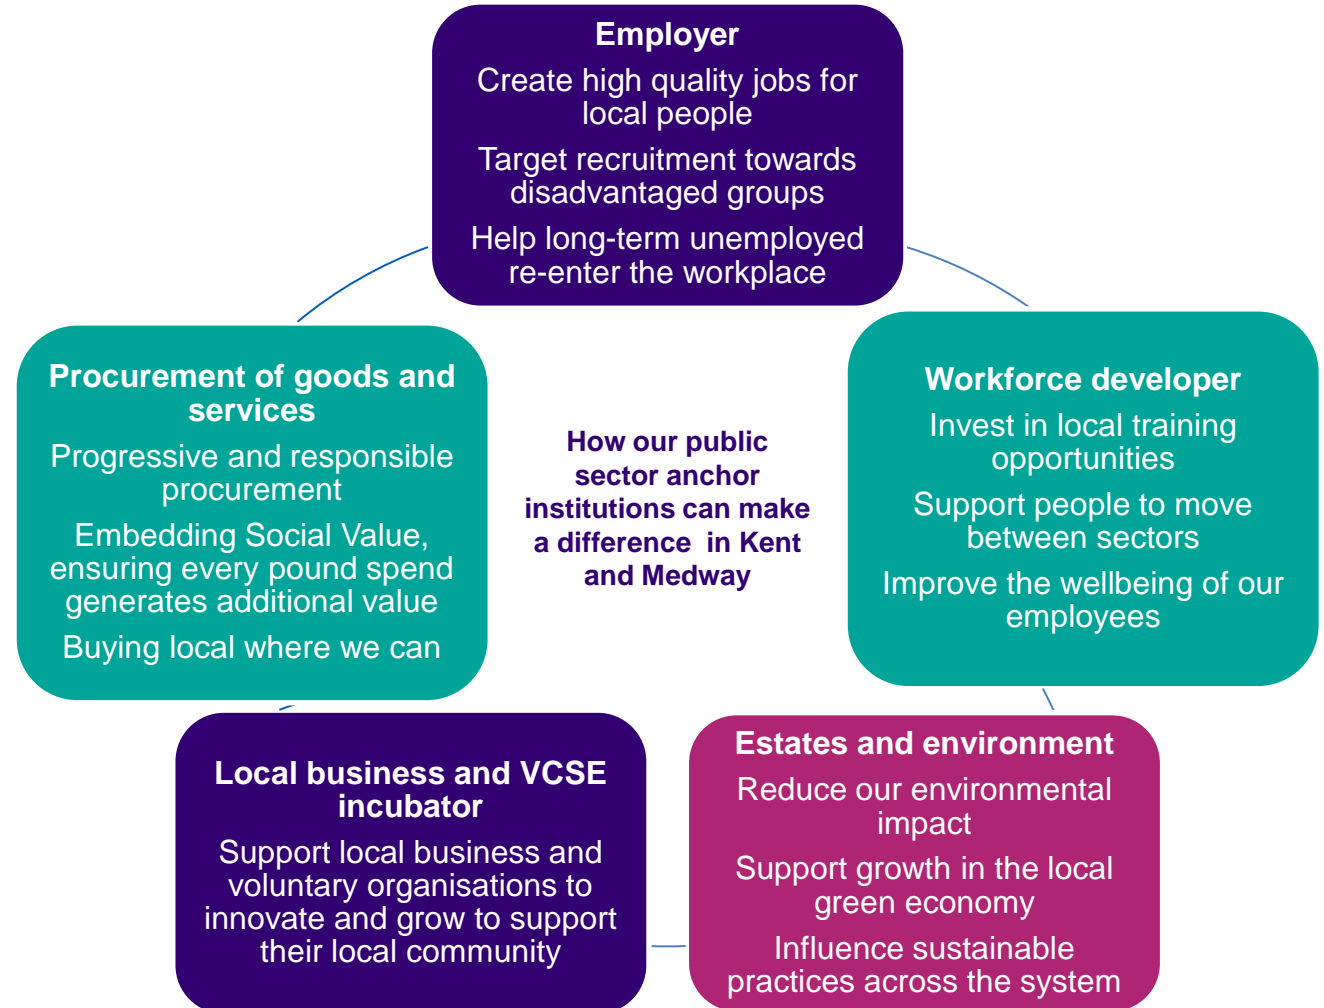 Employer
Create high quality jobs for
local people
Target recruitment towards
disadvantaged groups
Help long-term unemployed
re-enter the workplace
Workforce developer
Invest in local training
opportunities
Support people to move
between sectors
Improve the wellbeing of our
employees
Estates and environment
Reduce our environmental
impact
Support growth in the local
green economy
Influence sustainable
practices across the system
Local business and VCSE
incubator
Support local business and
voluntary organisations to
innovate and grow to support
their local community
Procurement of goods and
services
Progressive and responsible
procurement
Embedding Social Value,
ensuring every pound spend
generates additional value
Buying local where we can
How our public
sector anchor
institutions can make
a difference  in Kent
and Medway